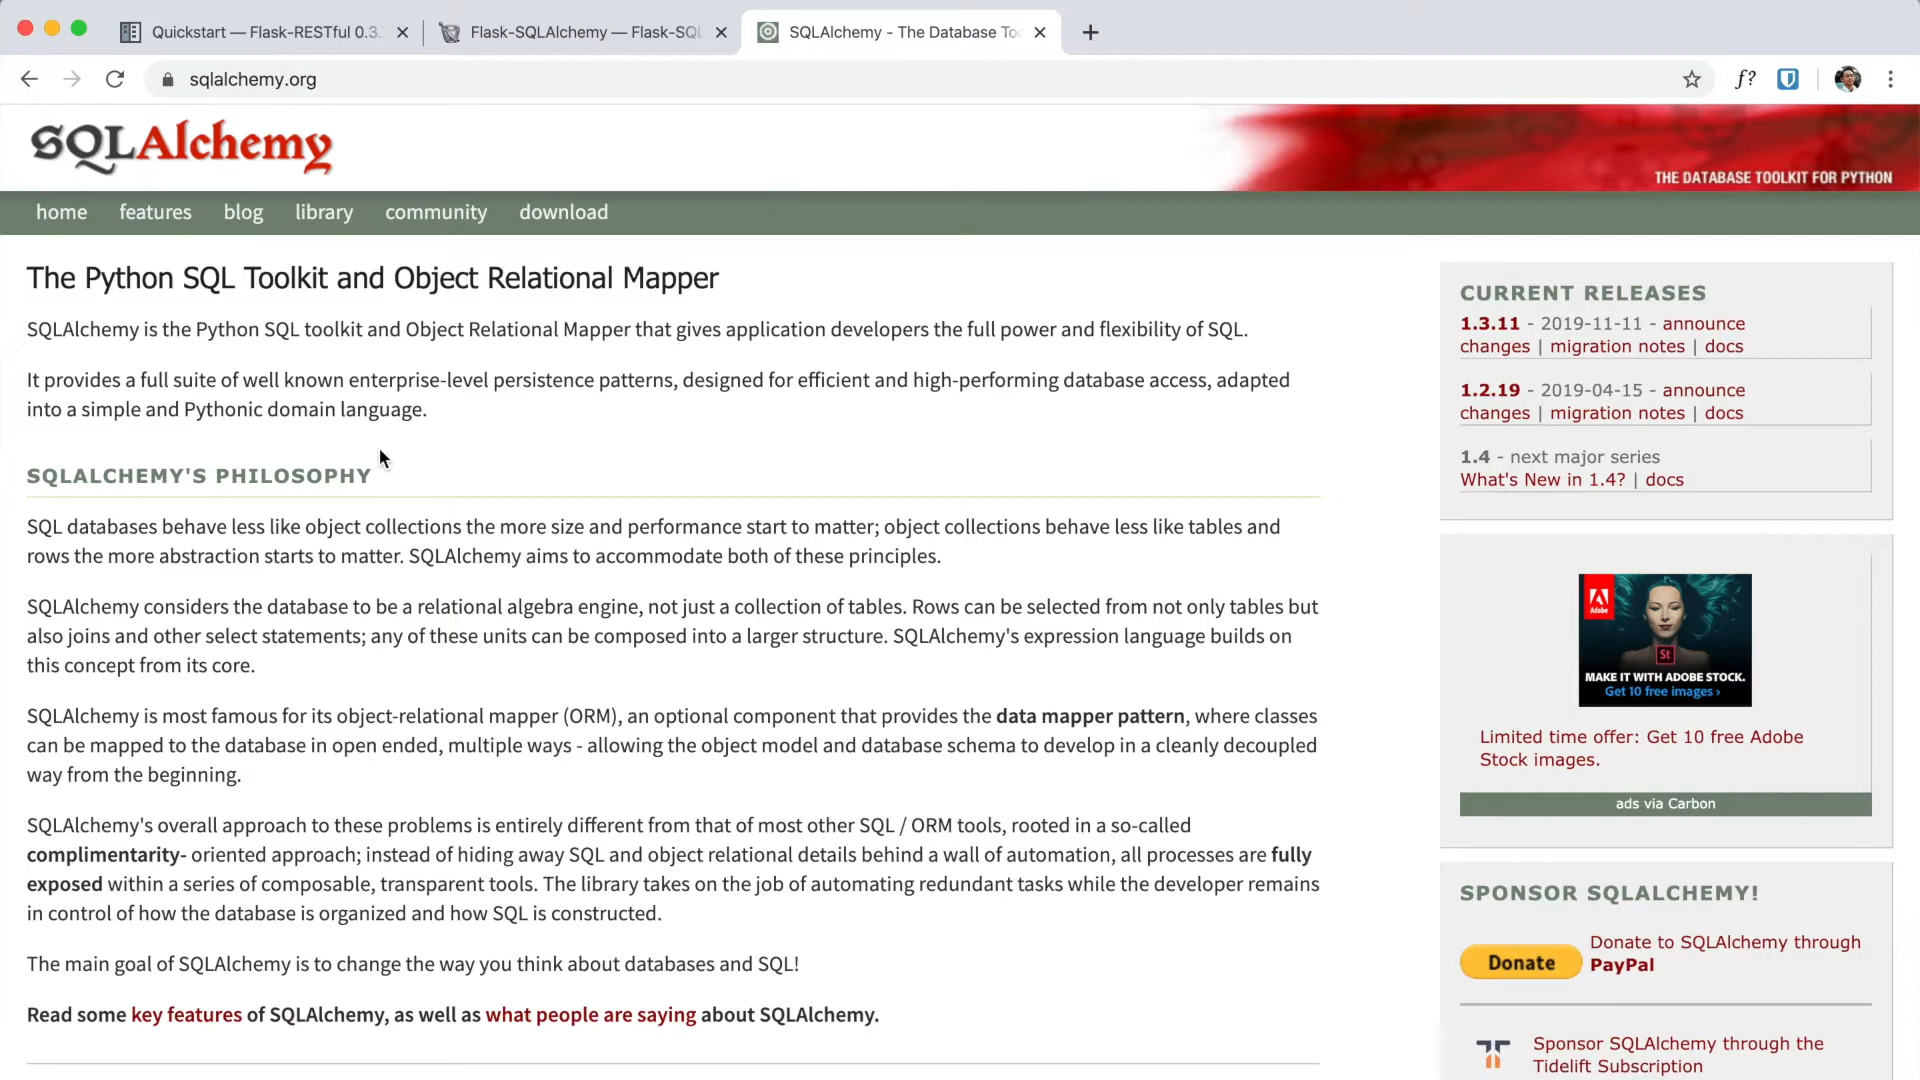 Quickstart — Flask-RESTful 0.3.
Flask-SQLAlchemy — Flask-SQL
SQLAlchemy - The Database Too
sqlalchemy.org
f?
SQLAlchemy
THE DATABASE TOOLKIT FOR PYTHON
home features blog library community download
The Python SQL Toolkit and Object Relational Mapper
SQLAlchemy is the Python SQL toolkit and Object Relational Mapper that gives application developers the full power and flexibility of SQL.
It provides a full suite of well known enterprise-level persistence patterns, designed for efficient and high-performing database access, adapted
into a simple and Pythonic domain language.
SQLALCHEMY'S PHILOSOPHY
SQL databases behave less like object collections the more size and performance start to matter; object collections behave less like tables and
rows the more abstraction starts to matter. SQLAlchemy aims to accommodate both of these principles.
SQLAlchemy considers the database to be a relational algebra engine, not just a collection of tables. Rows can be selected from not only tables but
also joins and other select statements; any of these units can be composed into a larger structure. SQLAlchemy's expression language builds on
this concept from its core.
SQLAlchemy is most famous for its object-relational mapper (ORM), an optional component that provides the data mapper pattern, where classes
can be mapped to the database in open ended, multiple ways - allowing the object model and database schema to develop in a cleanly decoupled
way from the beginning.
SQLAlchemy's overall approach to these problems is entirely different from that of most other SQL / ORM tools, rooted in a so-called
complimentarity- oriented approach; instead of hiding away SQL and object relational details behind a wall of automation, all processes are fully
exposed within a series of composable, transparent tools. The library takes on the job of automating redundant tasks while the developer remains
in control of how the database is organized and how SQL is constructed.
The main goal of SQLAlchemy is to change the way you think about databases and SQL!
Read some key features of SQLAlchemy, as well as what people are saying about SQLAlchemy.
CURRENT RELEASES
1.3.11 - 2019-11-11 - announce
changes | migration notes | docs
1.2.19 - 2019-04-15 - announce
changes | migration notes | docs
1.4 - next major series
What's New in 1.4? | docs
Adobe
St
MAKE IT WITH ADOBE STOCK.
Get 10 free images ›
Limited time offer: Get 10 free Adobe
Stock images.
ads via Carbon
SPONSOR SQLALCHEMY!
Donate
Donate to SQLAlchemy through
PayPal
Sponsor SQLAlchemy through the
Tidelift Subscription